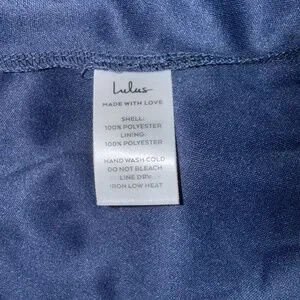 Lulus
MADE WITH LOVE
SHELL:
100% POLYESTER
LINING:
100% POLYESTER
HAND WASH COLD
DO NOT BLEACH
LINE DRY
IRON LOW HEAT